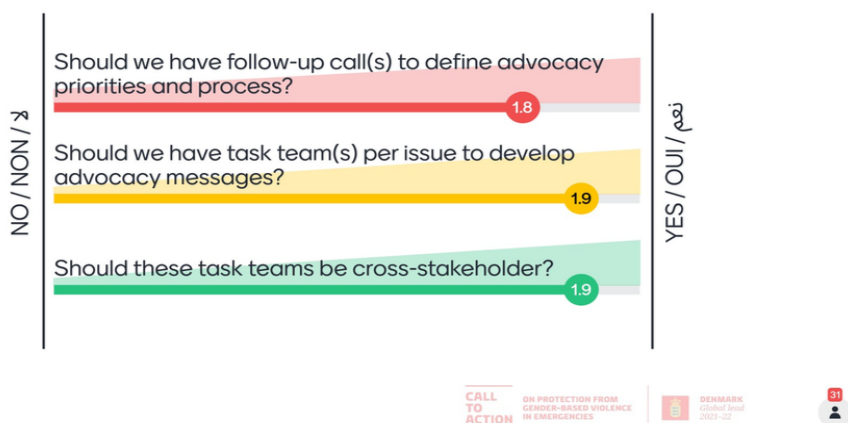 Should we have follow-up call(s) to define advocacy
priorities and process?
1.8
Should we have task team(s) per issue to develop
advocacy messages?
1.9
Should these task teams be cross-stakeholder?
1.9
NO / NON / لا
YES / OUI / نعم
CALL
TO
ACTION
ON PROTECTION FROM
GENDER-BASED VIOLENCE
IN EMERGENCIES
DENMARK
Global lead
2021–22
31